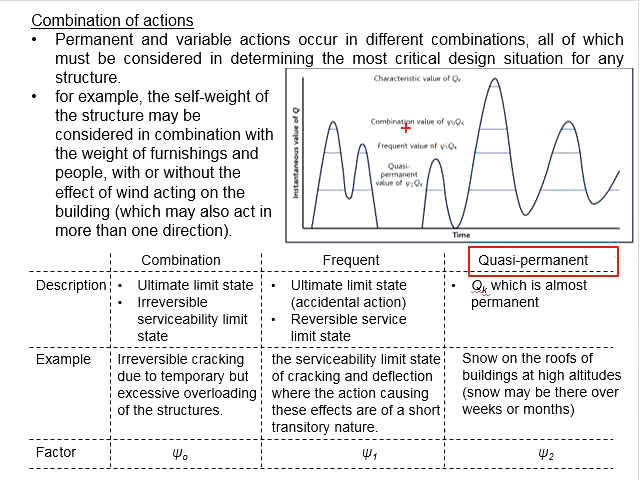 Combination of actions
• Permanent and variable actions occur in different combinations, all of which
must be considered in determining the most critical design situation for any
structure.
• for example, the self-weight of
the structure may be
considered in combination with
the weight of furnishings and
people, with or without the
effect of wind acting on the
building (which may also act in
more than one direction).
Instantaneous value of Q
Characteristic value of Qₖ
Combination value of ψ₀Qₖ
Frequent value of ψ₁Qₖ
Quasi-
permanent
value of ψ₂Qₖ
Time
Combination Frequent Quasi-permanent
Description
• Ultimate limit state
• Irreversible
serviceability limit
state
• Ultimate limit state
(accidental action)
• Reversible service
limit state
• Qk which is almost
permanent
Example
Irreversible cracking
due to temporary but
excessive overloading
of the structures.
the serviceability limit state
of cracking and deflection
where the action causing
these effects are of a short
transitory nature.
Snow on the roofs of
buildings at high altitudes
(snow may be there over
weeks or months)
Factor ψₒ ψ₁ ψ₂